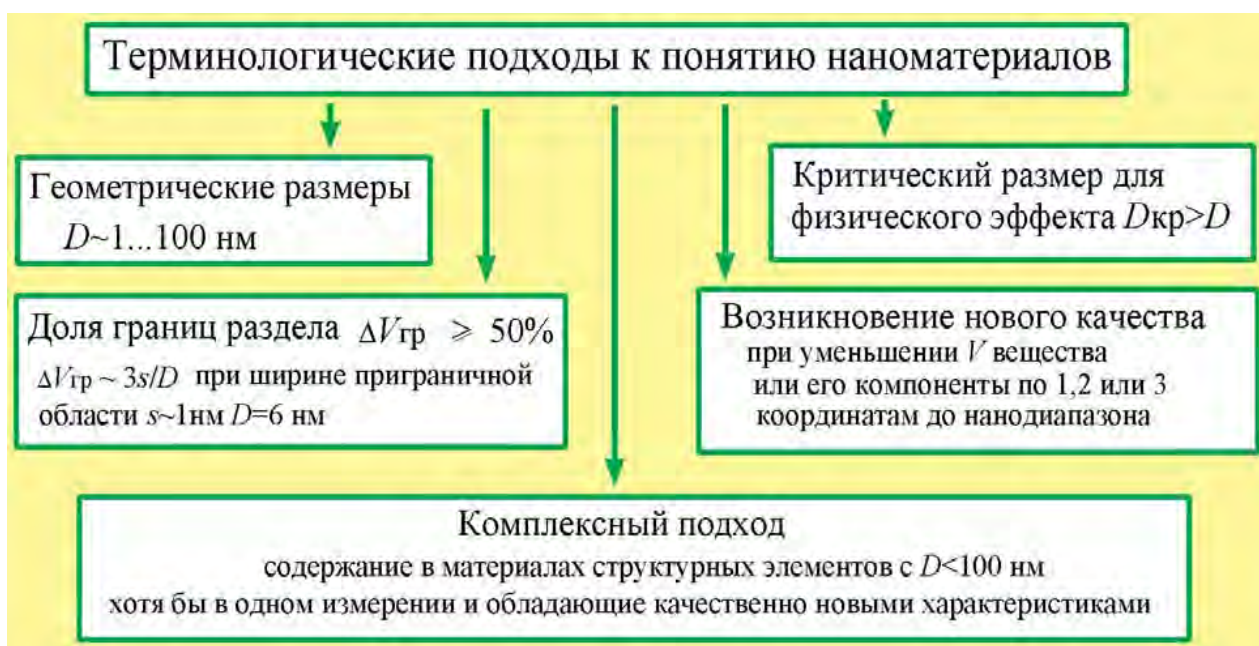 Терминологические подходы к понятию наноматериалов
Геометрические размеры
D~1...100 нм
Критический размер для
физического эффекта Dкр>D
Доля границ раздела ΔVгр ⩾ 50%
ΔVгр ~ 3s/D при ширине приграничной
области s~1нм D=6 нм
Возникновение нового качества
при уменьшении V вещества
или его компоненты по 1,2 или 3
координатам до нанодиапазона
Комплексный подход
содержание в материалах структурных элементов с D<100 нм
хотя бы в одном измерении и обладающие качественно новыми характеристиками